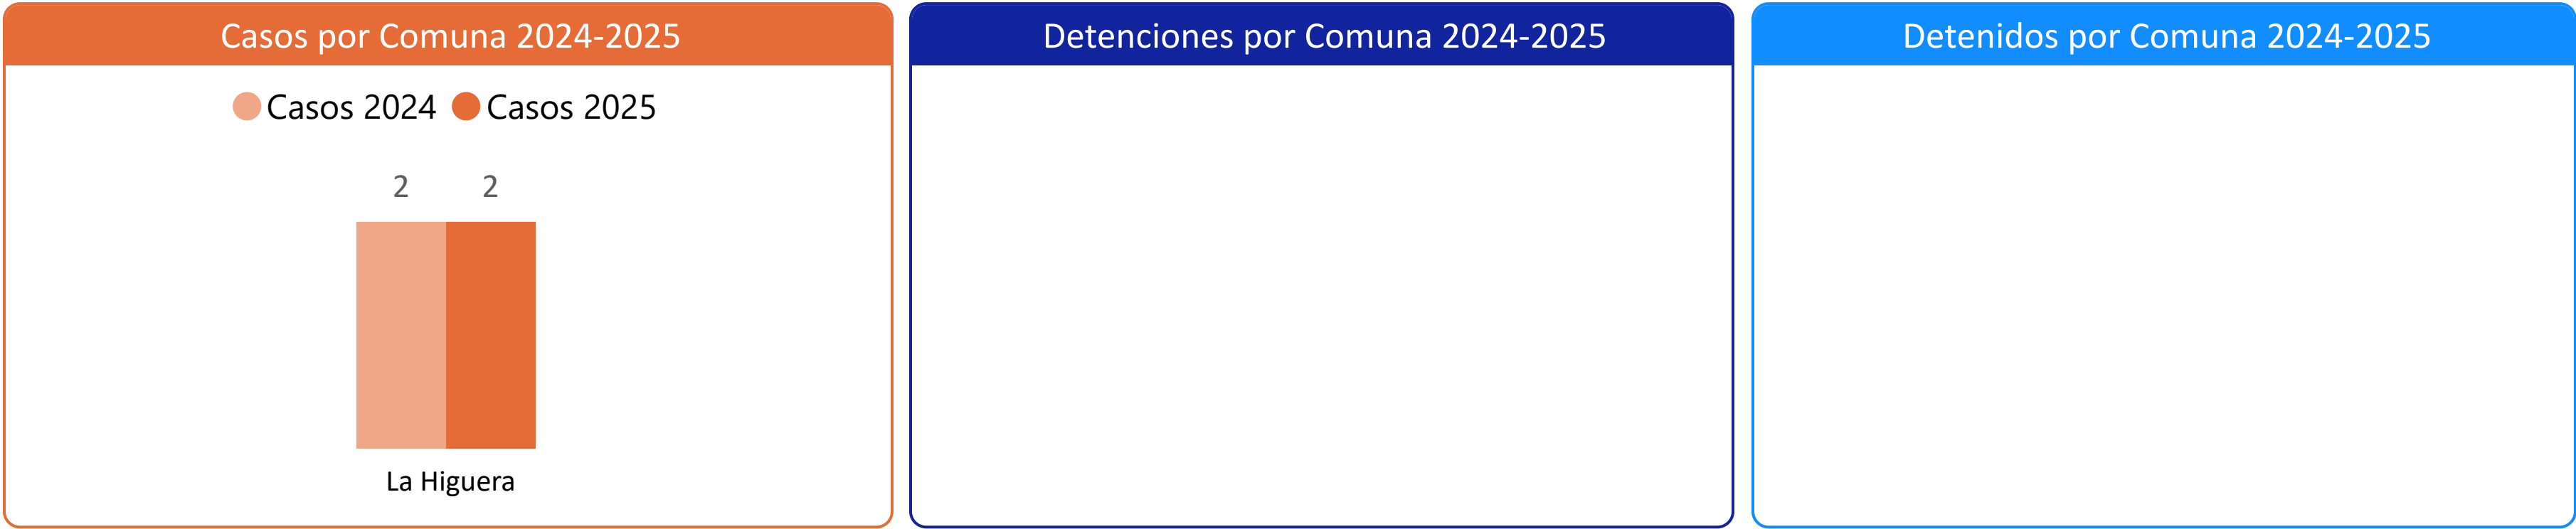 Casos por Comuna 2024-2025
Casos 2024 Casos 2025
2 2
La Higuera
Detenciones por Comuna 2024-2025
Detenidos por Comuna 2024-2025